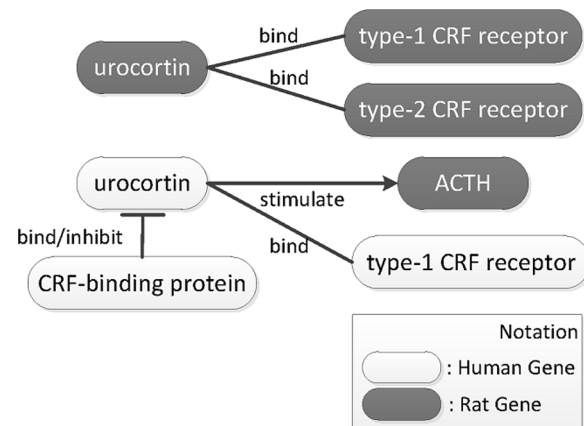 bind
type-1 CRF receptor
urocortin
bind
type-2 CRF receptor
urocortin
stimulate
ACTH
bind/inhibit
bind
type-1 CRF receptor
CRF-binding protein
Notation
: Human Gene
: Rat Gene